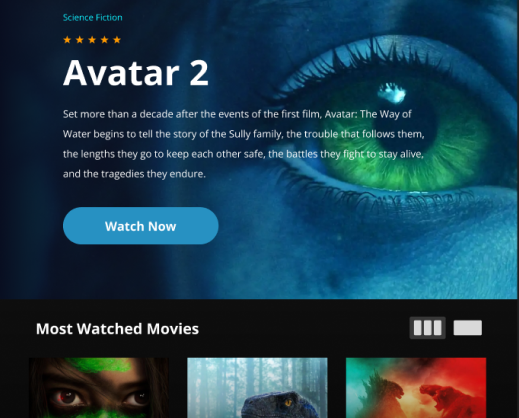 Science Fiction
Avatar 2
Set more than a decade after the events of the first film, Avatar: The Way of
Water begins to tell the story of the Sully family, the trouble that follows them,
the lengths they go to keep each other safe, the battles they fight to stay alive,
and the tragedies they endure.
Watch Now
Most Watched Movies